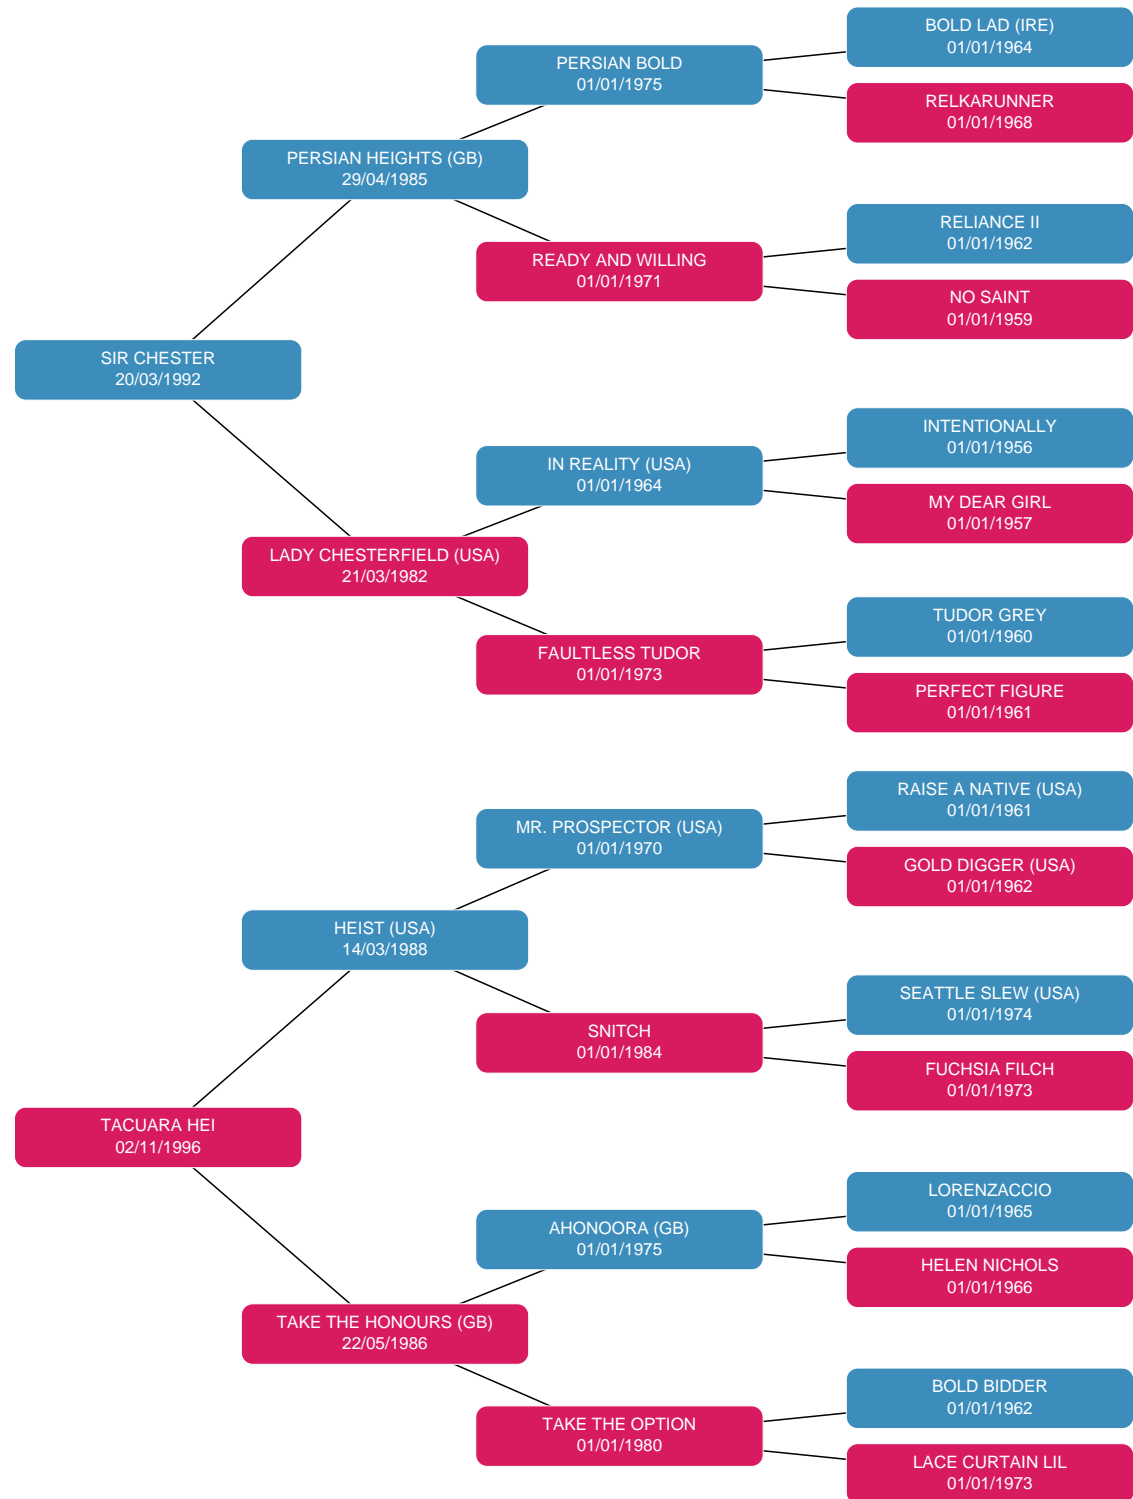 BOLD LAD (IRE)
01/01/1964
PERSIAN BOLD
01/01/1975
RELKARUNNER
01/01/1968
PERSIAN HEIGHTS (GB)
29/04/1985
RELIANCE II
01/01/1962
READY AND WILLING
01/01/1971
NO SAINT
01/01/1959
SIR CHESTER
20/03/1992
INTENTIONALLY
01/01/1956
IN REALITY (USA)
01/01/1964
MY DEAR GIRL
01/01/1957
LADY CHESTERFIELD (USA)
21/03/1982
TUDOR GREY
01/01/1960
FAULTLESS TUDOR
01/01/1973
PERFECT FIGURE
01/01/1961
RAISE A NATIVE (USA)
01/01/1961
MR. PROSPECTOR (USA)
01/01/1970
GOLD DIGGER (USA)
01/01/1962
HEIST (USA)
14/03/1988
SEATTLE SLEW (USA)
01/01/1974
SNITCH
01/01/1984
FUCHSIA FILCH
01/01/1973
TACUARA HEI
02/11/1996
LORENZACCIO
01/01/1965
AHONOORA (GB)
01/01/1975
HELEN NICHOLS
01/01/1966
TAKE THE HONOURS (GB)
22/05/1986
BOLD BIDDER
01/01/1962
TAKE THE OPTION
01/01/1980
LACE CURTAIN LIL
01/01/1973